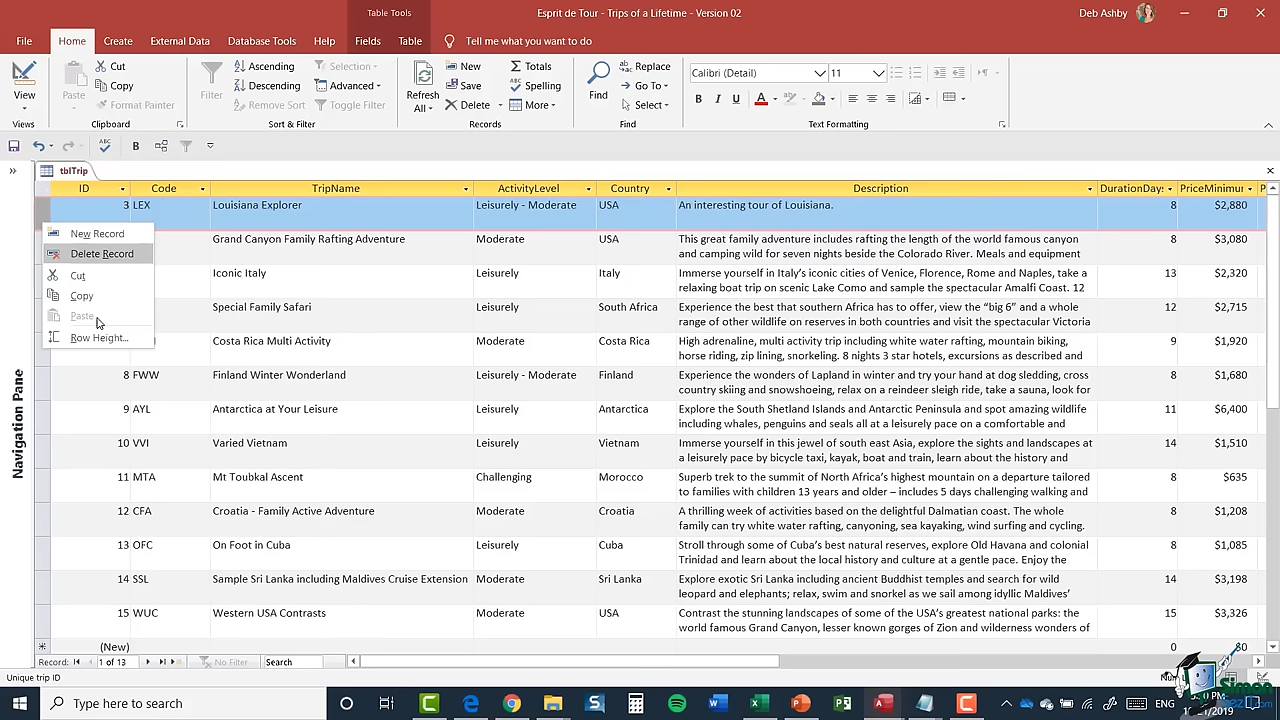 Table Tools
Esprit de Tour - Trips of a Lifetime - Version 02
Deb Ashby
File Home Create External Data Database Tools Help Fields Table Tell me what you want to do
View
Views
Paste
Cut
Copy
Format Painter
Clipboard
Filter
Ascending
Descending
Remove Sort
Selection
Advanced
Toggle Filter
Sort & Filter
Refresh
All
New
Save
Delete
Totals
Spelling
More
Records
Find
Replace
Go To
Select
Find
Calibri (Detail) 11
B I U A
Text Formatting
ABC B
tblTrip
ID Code TripName ActivityLevel Country Description DurationDay: PriceMinimur P
3 LEX Louisiana Explorer Leisurely - Moderate USA An interesting tour of Louisiana. 8 $2,880
Grand Canyon Family Rafting Adventure Moderate USA This great family adventure includes rafting the length of the world famous canyon 8 $3,080
and camping wild for seven nights beside the Colorado River. Meals and equipment
Iconic Italy Leisurely Italy Immerse yourself in Italy's iconic cities of Venice, Florence, Rome and Naples, take a 13 $2,320
relaxing boat trip on scenic Lake Como and sample the spectacular Amalfi Coast. 12
Special Family Safari Leisurely South Africa Experience the best that southern Africa has to offer, view the "big 6" and a whole 12 $2,715
range of other wildlife on reserves in both countries and visit the spectacular Victoria
Costa Rica Multi Activity Moderate Costa Rica High adrenaline, multi activity trip including white water rafting, mountain biking, 9 $1,920
horse riding, zip lining, snorkeling. 8 nights 3 star hotels, excursions as described and
8 FWW Finland Winter Wonderland Leisurely - Moderate Finland Experience the wonders of Lapland in winter and try your hand at dog sledding, cross 8 $1,680
country skiing and snowshoeing, relax on a reindeer sleigh ride, take a sauna, look for
9 AYL Antarctica at Your Leisure Leisurely Antarctica Explore the South Shetland Islands and Antarctic Peninsula and spot amazing wildlife 11 $6,400
including whales, penguins and seals all at a leisurely pace on a comfortable and
10 VVI Varied Vietnam Leisurely Vietnam Immerse yourself in this jewel of south east Asia, explore the sights and landscapes at 14 $1,510
a leisurely pace by bicycle taxi, kayak, boat and train, learn about the history and
11 MTA Mt Toubkal Ascent Challenging Morocco Superb trek to the summit of North Africa's highest mountain on a departure tailored 8 $635
to families with children 13 years and older – includes 5 days challenging walking and
12 CFA Croatia - Family Active Adventure Moderate Croatia A thrilling week of activities based on the delightful Dalmatian coast. The whole 8 $1,208
family can try white water rafting, canyoning, sea kayaking, wind surfing and cycling.
13 OFC On Foot in Cuba Leisurely Cuba Stroll through some of Cuba's best natural reserves, explore Old Havana and colonial 8 $1,085
Trinidad and learn about the local history and culture at a gentle pace. Enjoy the
14 SSL Sample Sri Lanka including Maldives Cruise Extension Moderate Sri Lanka Explore exotic Sri Lanka including ancient Buddhist temples and search for wild 14 $3,198
leopard and elephants; relax, swim and snorkel as we sail among idyllic Maldives'
15 WUC Western USA Contrasts Moderate USA Contrast the stunning landscapes of some of the USA's greatest national parks: the 15 $3,326
world famous Grand Canyon, lesser known gorges of Zion and wilderness wonders of
(New) 0 $0
New Record
Delete Record
Cut
Copy
Paste
Row Height...
Navigation Pane
Record: 1 of 13 No Filter Search
Unique trip ID
Type here to search
ENG
Simon